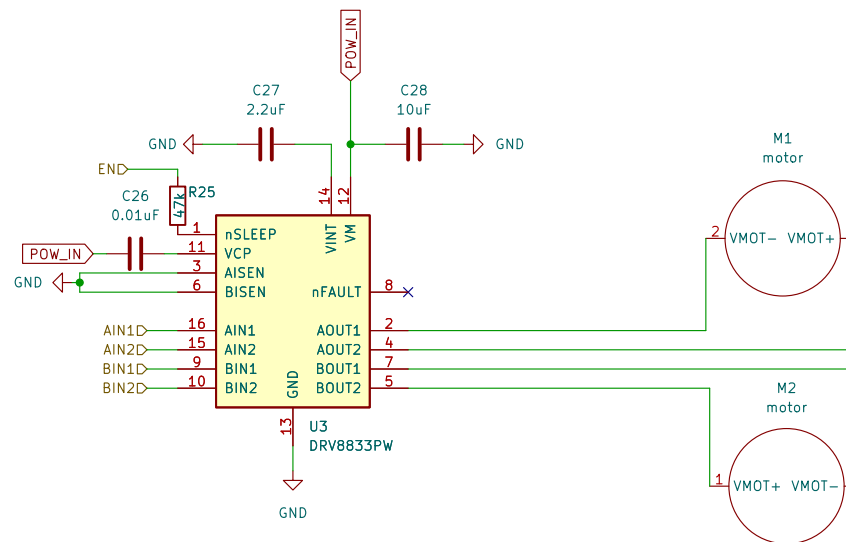 POW_IN
C27
2.2uF
C28
10uF
GND
GND
M1
motor
EN
R25
47k
C26
0.01uF
14
12
1
nSLEEP
VINT
VM
2
VMOT-
VMOT+
POW_IN
11
VCP
3
AISEN
GND
6
BISEN
nFAULT
8
AIN1
16
AIN1
AOUT1
2
AIN2
15
AIN2
AOUT2
4
BIN1
9
BIN1
BOUT1
7
BIN2
10
BIN2
GND
BOUT2
5
M2
motor
13
U3
DRV8833PW
1
VMOT+
VMOT-
GND